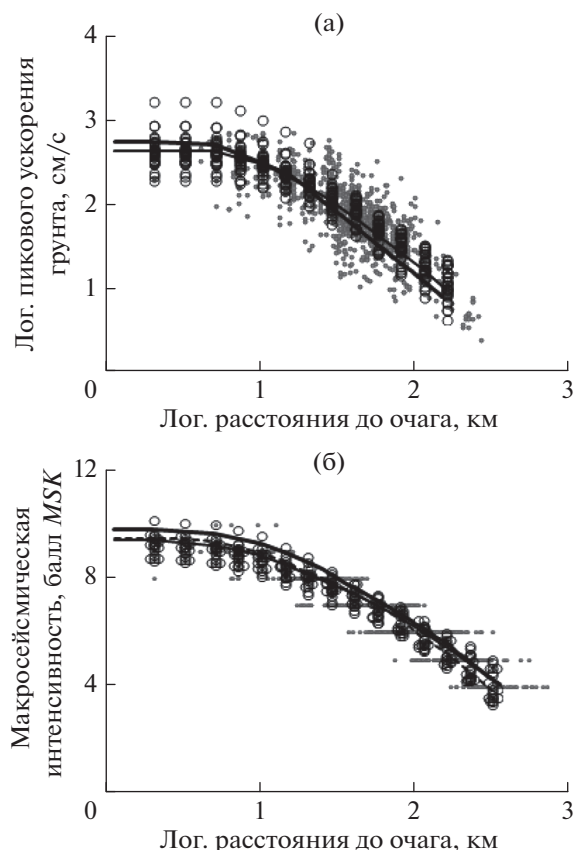 (а)
Лог. пикового ускорения
грунта, см/с
4
3
2
1
0
1
2
3
Лог. расстояния до очага, км
(б)
Макросейсмическая
интенсивность, балл MSK
12
8
4
0
1
2
3
Лог. расстояния до очага, км